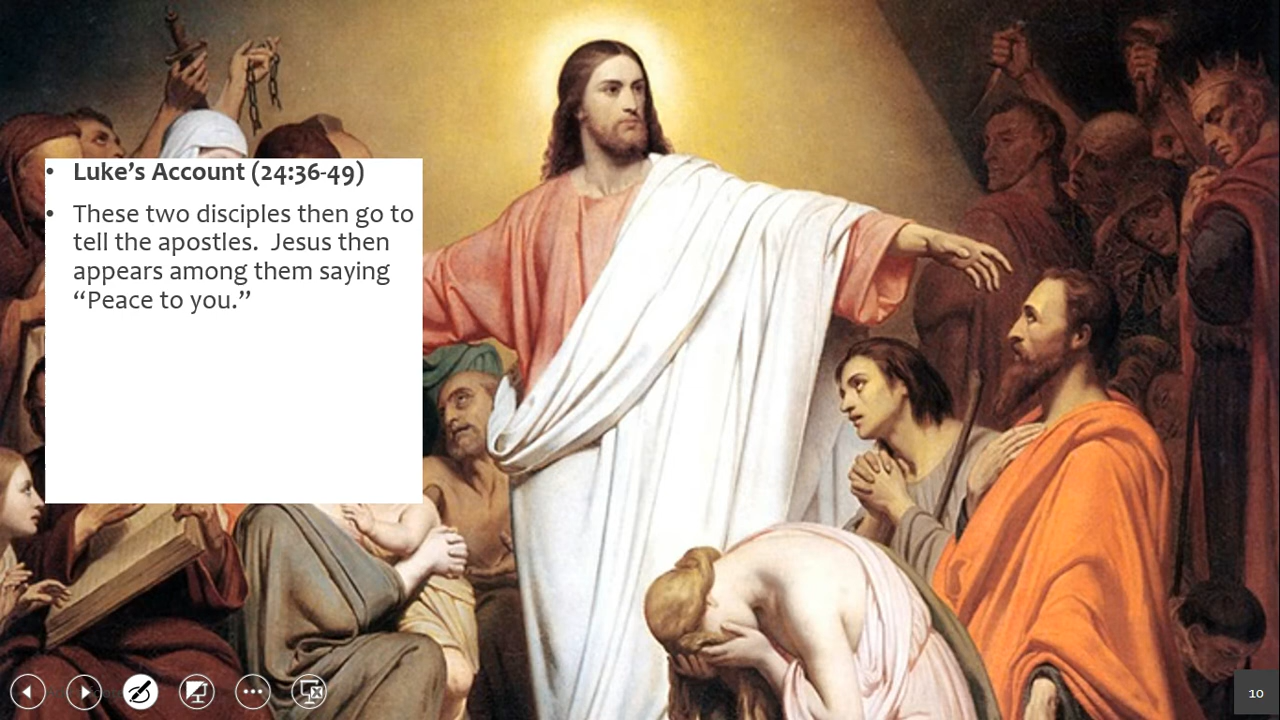 • Luke’s Account (24:36-49)
• These two disciples then go to
tell the apostles.  Jesus then
appears among them saying
“Peace to you.”
10